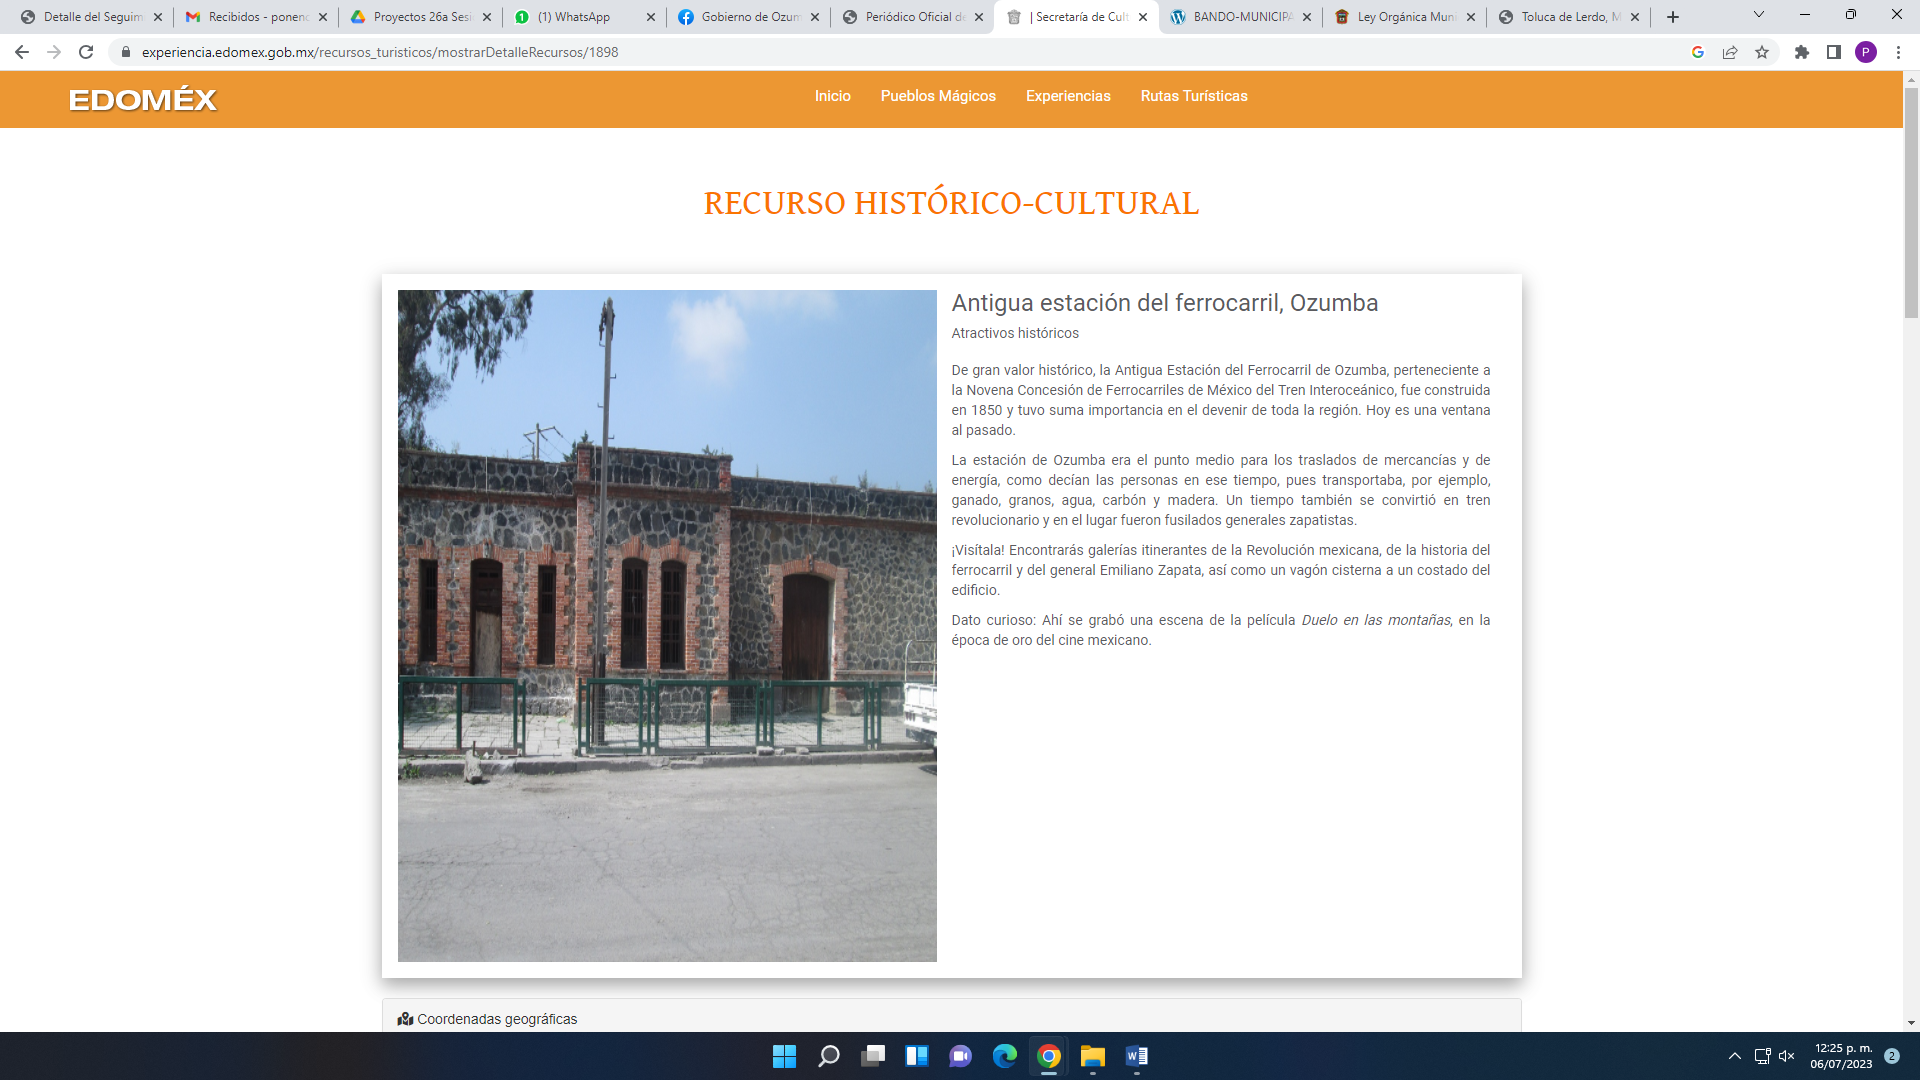 Detalle del Seguim
Recibidos - ponenc
Proyectos 26a Sesi
(1) WhatsApp
Gobierno de Ozum
Periódico Oficial de
| Secretaría de Cult
BANDO-MUNICIPA
Ley Orgánica Muni
Toluca de Lerdo, M
experiencia.edomex.gob.mx/recursos_turisticos/mostrarDetalleRecursos/1898
P
EDOMÉX
Inicio
Pueblos Mágicos
Experiencias
Rutas Turísticas
RECURSO HISTÓRICO-CULTURAL
Antigua estación del ferrocarril, Ozumba
Atractivos históricos
De gran valor histórico, la Antigua Estación del Ferrocarril de Ozumba, perteneciente a
la Novena Concesión de Ferrocarriles de México del Tren Interoceánico, fue construida
en 1850 y tuvo suma importancia en el devenir de toda la región. Hoy es una ventana
al pasado.
La estación de Ozumba era el punto medio para los traslados de mercancías y de
energía, como decían las personas en ese tiempo, pues transportaba, por ejemplo,
ganado, granos, agua, carbón y madera. Un tiempo también se convirtió en tren
revolucionario y en el lugar fueron fusilados generales zapatistas.
¡Visítala! Encontrarás galerías itinerantes de la Revolución mexicana, de la historia del
ferrocarril y del general Emiliano Zapata, así como un vagón cisterna a un costado del
edificio.
Dato curioso: Ahí se grabó una escena de la película Duelo en las montañas, en la
época de oro del cine mexicano.
Coordenadas geográficas
12:25 p. m.
06/07/2023
2